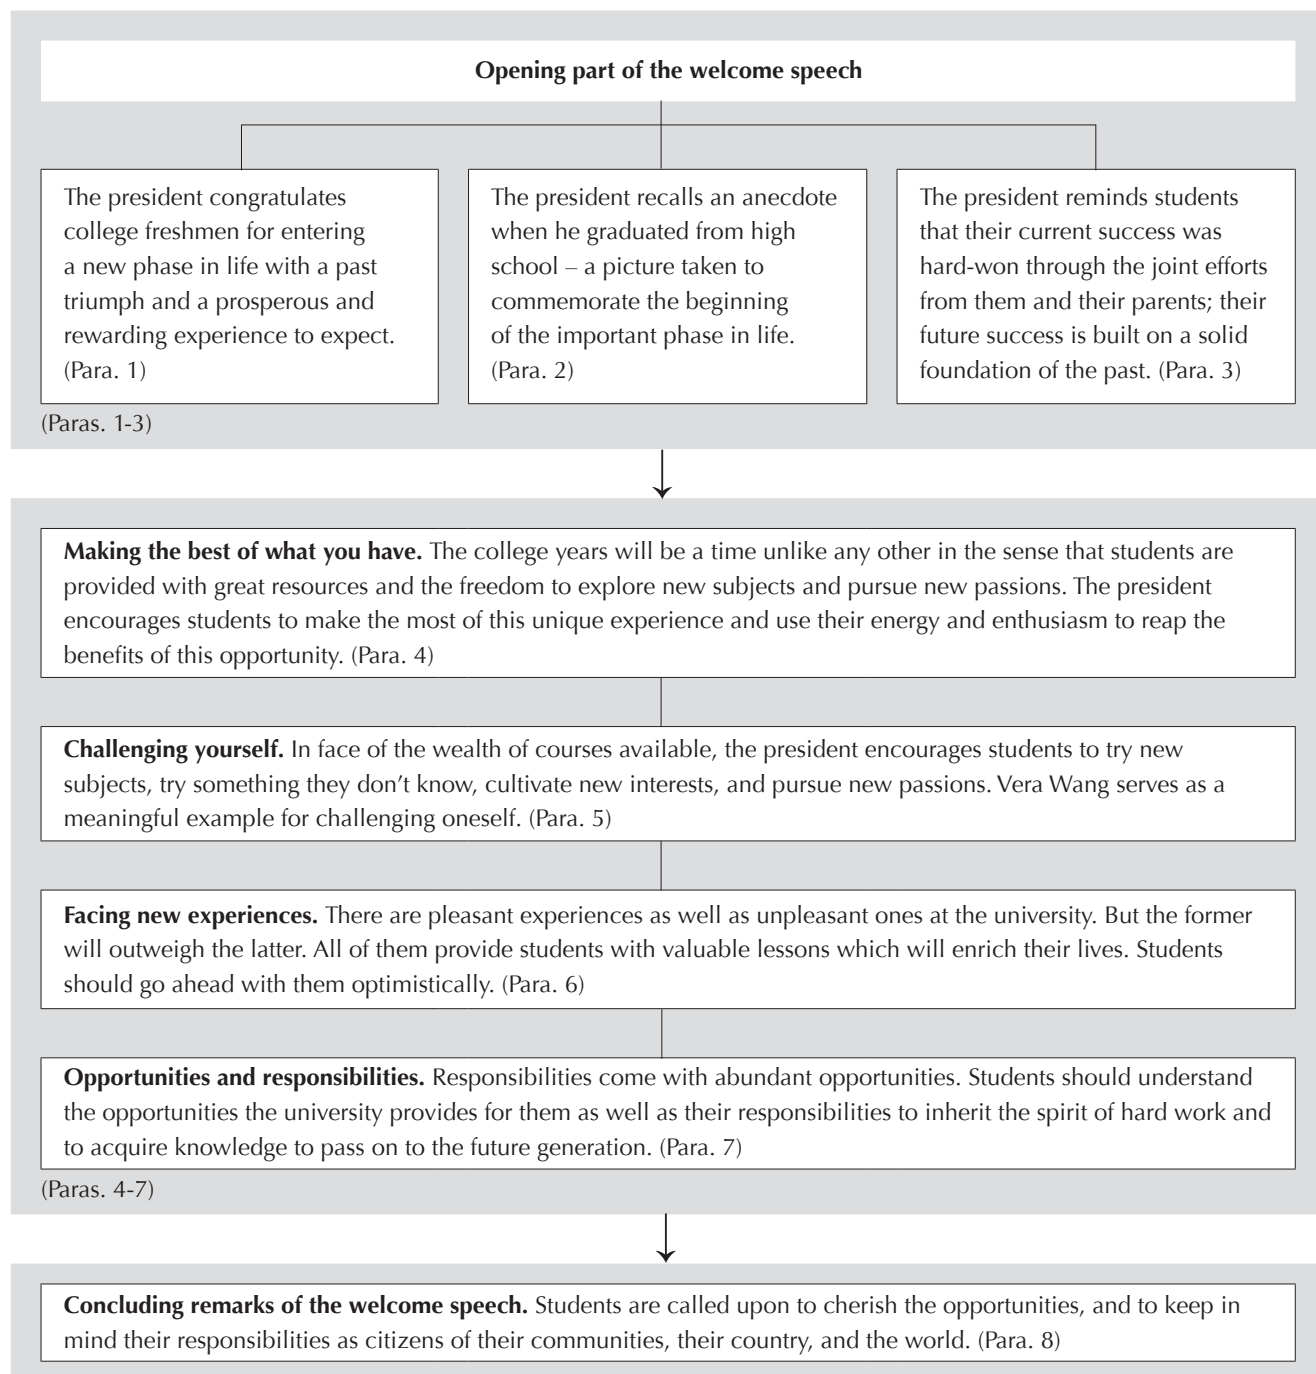 Opening part of the welcome speech
The president congratulates
college freshmen for entering
a new phase in life with a past
triumph and a prosperous and
rewarding experience to expect.
(Para. 1)
The president recalls an anecdote
when he graduated from high
school – a picture taken to
commemorate the beginning
of the important phase in life.
(Para. 2)
The president reminds students
that their current success was
hard-won through the joint efforts
from them and their parents; their
future success is built on a solid
foundation of the past. (Para. 3)
(Paras. 1-3)
Making the best of what you have. The college years will be a time unlike any other in the sense that students are
provided with great resources and the freedom to explore new subjects and pursue new passions. The president
encourages students to make the most of this unique experience and use their energy and enthusiasm to reap the
benefits of this opportunity. (Para. 4)
Challenging yourself. In face of the wealth of courses available, the president encourages students to try new
subjects, try something they don't know, cultivate new interests, and pursue new passions. Vera Wang serves as a
meaningful example for challenging oneself. (Para. 5)
Facing new experiences. There are pleasant experiences as well as unpleasant ones at the university. But the former
will outweigh the latter. All of them provide students with valuable lessons which will enrich their lives. Students
should go ahead with them optimistically. (Para. 6)
Opportunities and responsibilities. Responsibilities come with abundant opportunities. Students should understand
the opportunities the university provides for them as well as their responsibilities to inherit the spirit of hard work and
to acquire knowledge to pass on to the future generation. (Para. 7)
(Paras. 4-7)
Concluding remarks of the welcome speech. Students are called upon to cherish the opportunities, and to keep in
mind their responsibilities as citizens of their communities, their country, and the world. (Para. 8)